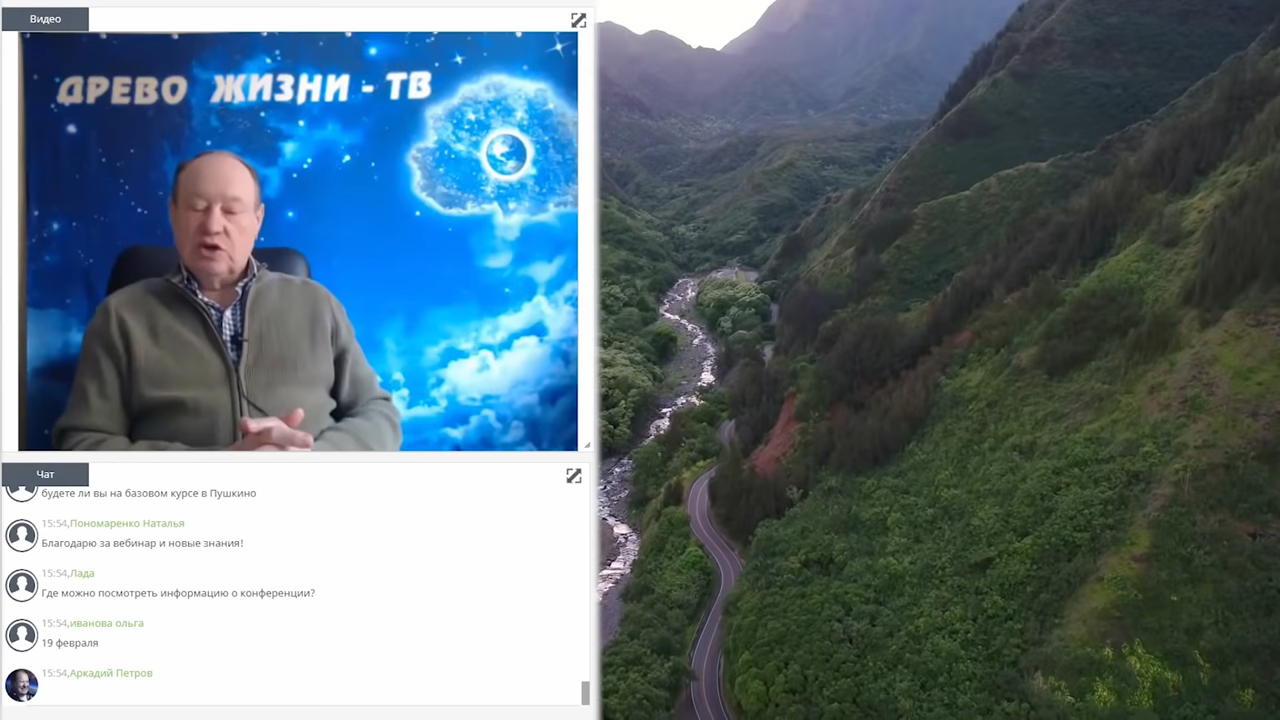 Видео
ДРЕВО ЖИЗНИ - ТВ
Чат
будете ли вы на базовом курсе в Пушкино
15:54,Пономаренко Наталья
Благодарю за вебинар и новые знания!
15:54,Лада
Где можно посмотреть информацию о конференции?
15:54,иванова ольга
19 февраля
15:54,Аркадий Петров